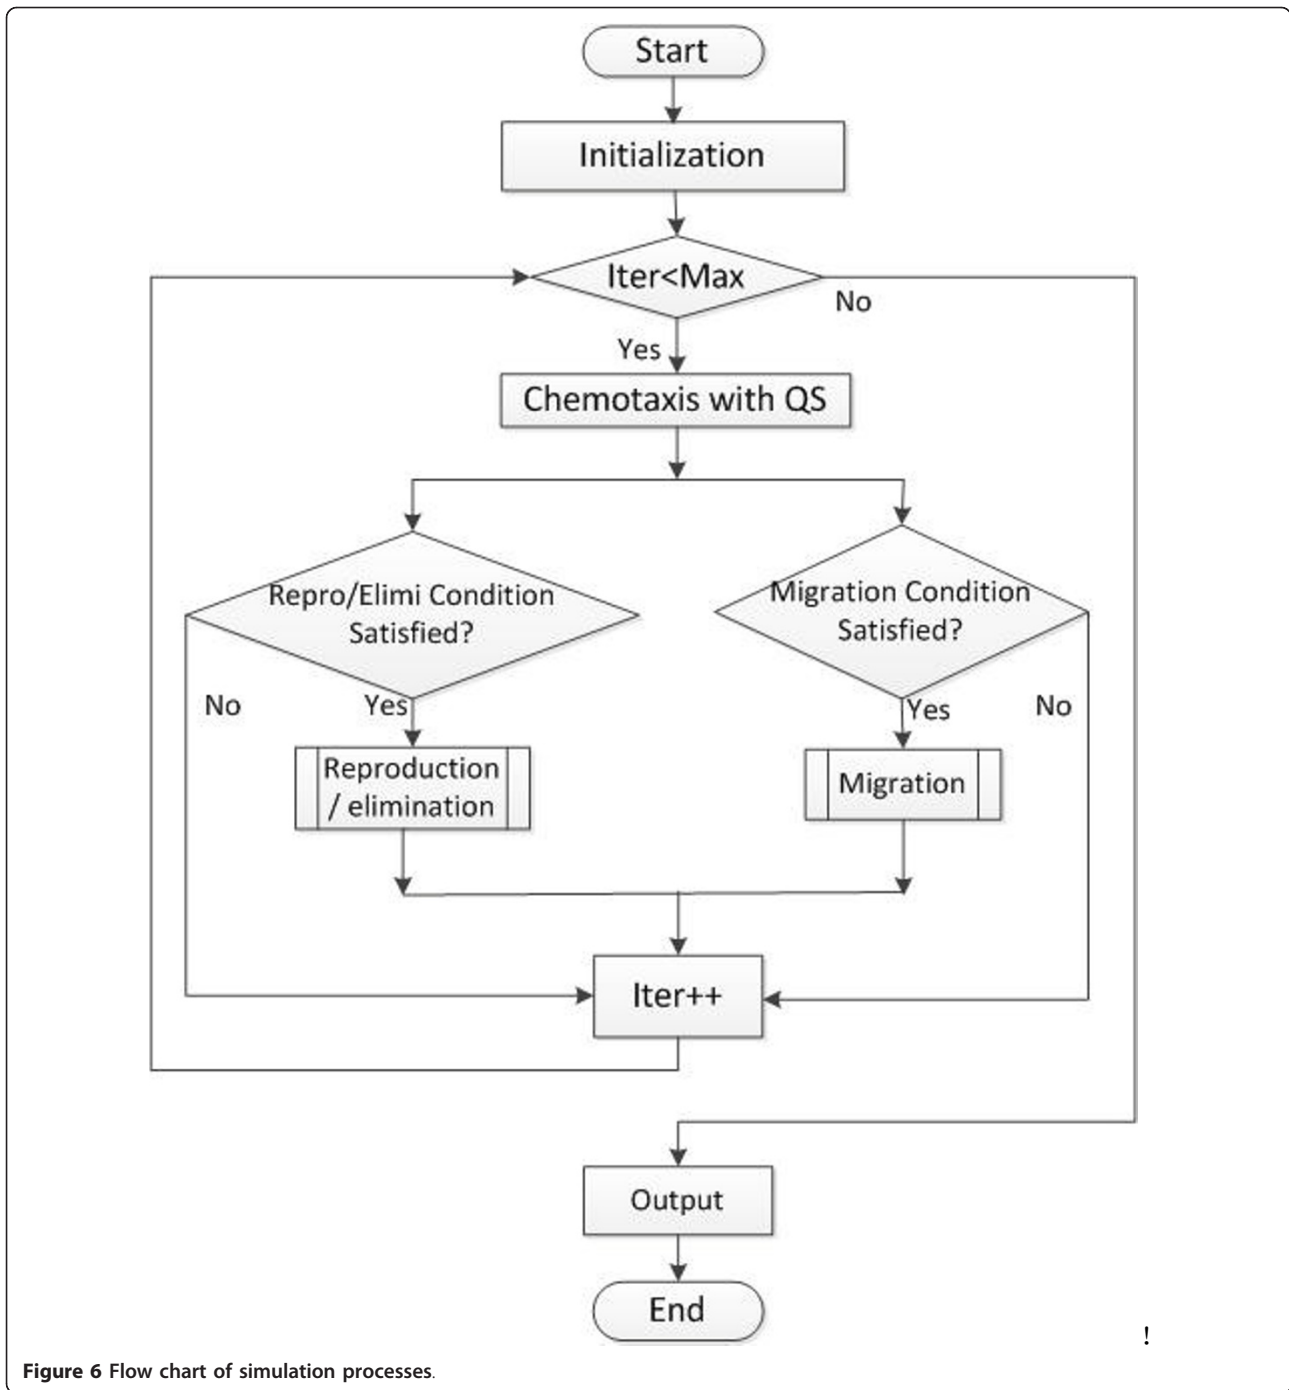 Start
Initialization
Iter<Max
No
Yes
Chemotaxis with QS
Repro/Elimi Condition
Satisfied?
Migration Condition
Satisfied?
No
Yes
Yes
No
Reproduction
/ elimination
Migration
Iter++
Output
End
!
Figure 6 Flow chart of simulation processes.